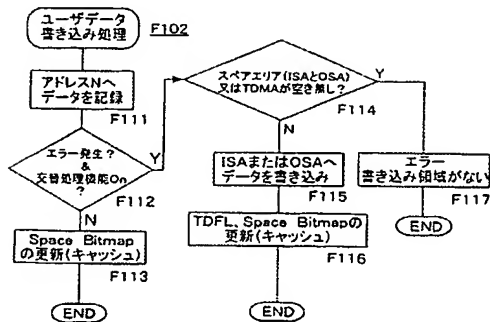 ユーザデータ
書き込み処理
F102
アドレスNへ
データを記録
F111
エラー発生?
&
交替処理機能On
?
Y
F112
N
Space Bitmap
の更新(キャッシュ)
F113
END
スペアエリア(ISAとOSA)
又はTDMAが空き無し?
Y
F114
N
ISAまたはOSAへ
データを書き込み
F115
TDFL、Space Bitmapの
更新(キャッシュ)
F116
END
エラー
書き込み領域がない
F117
END